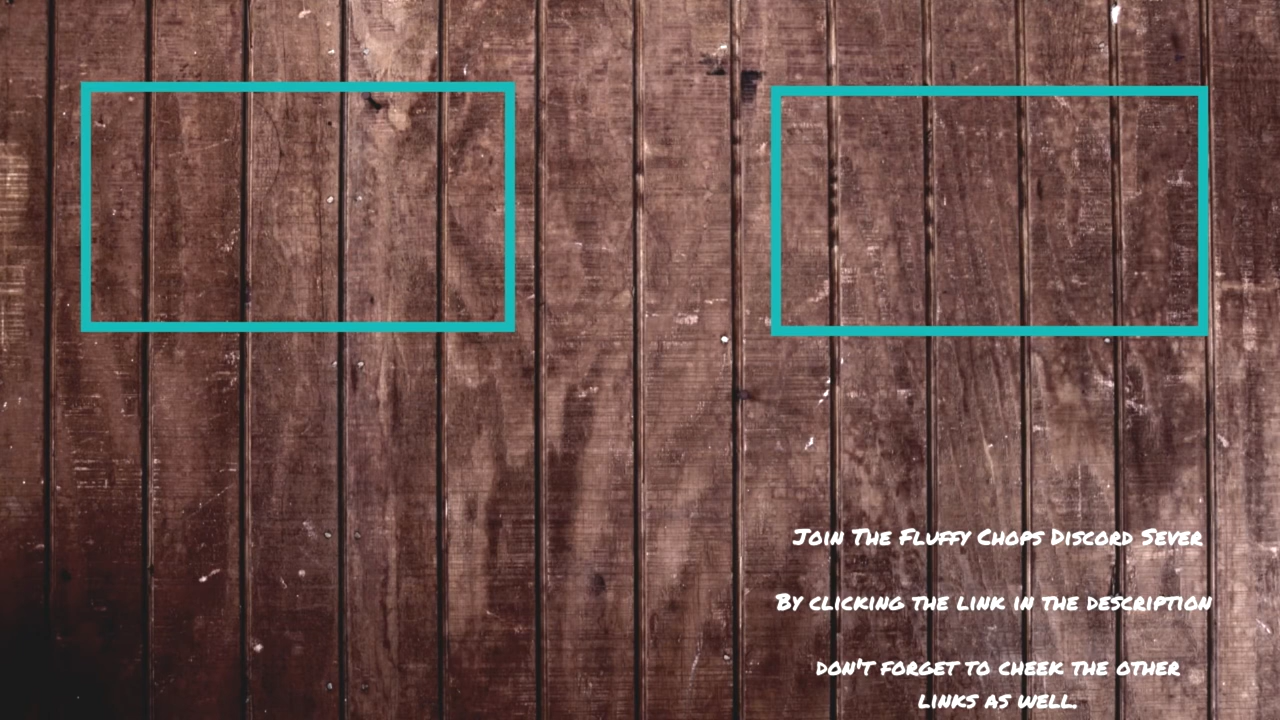 Join The Fluffy Chops Discord Sever
By clicking the link in the description
don't forget to cheek the other
links as well.